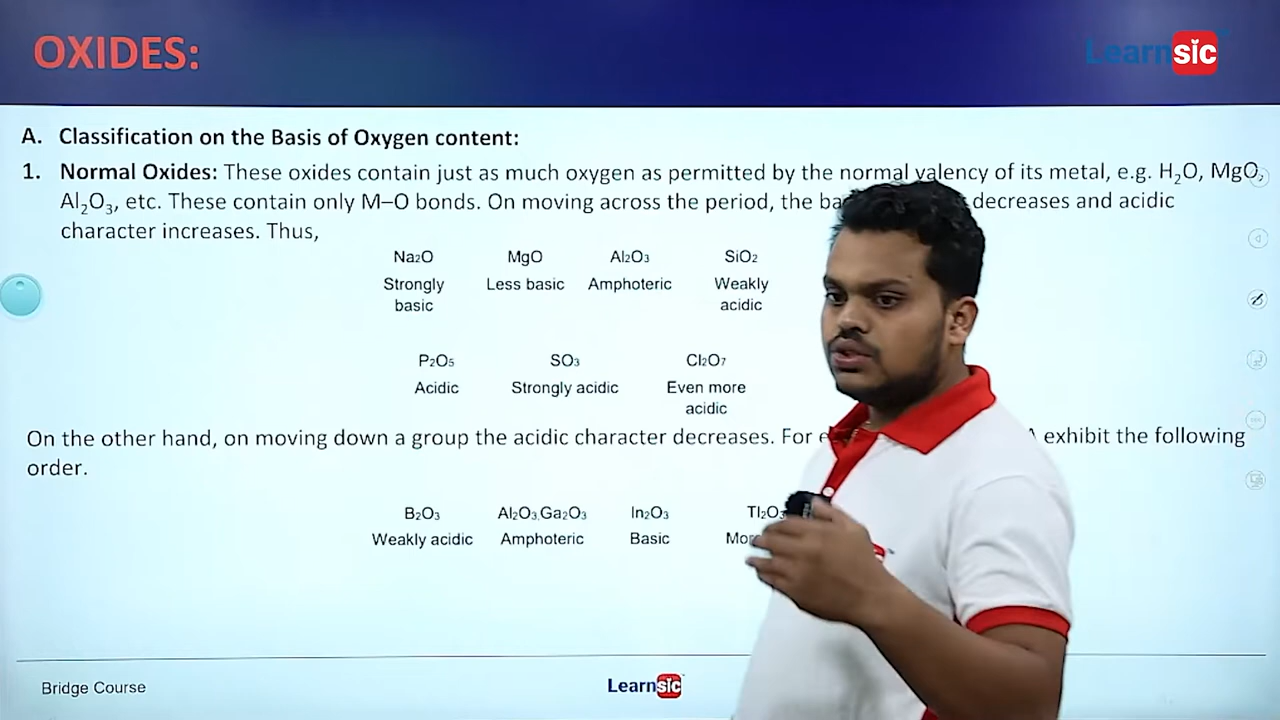 OXIDES:
Learnsic
A. Classification on the Basis of Oxygen content:
1. Normal Oxides: These oxides contain just as much oxygen as permitted by the normal valency of its metal, e.g. H₂O, MgO,
Al₂O₃, etc. These contain only M–O bonds. On moving across the period, the decreases and acidic
character increases. Thus,
Na₂O MgO Al₂O₃ SiO₂
Strongly Less basic Amphoteric Weakly
basic acidic
P₂O₅ SO₃ Cl₂O₇
Acidic Strongly acidic Even more
acidic
On the other hand, on moving down a group the acidic character decreases. For exhibit the following
order.
B₂O₃ Al₂O₃,Ga₂O₃ In₂O₃ Tl₂O₃
Weakly acidic Amphoteric Basic
Bridge Course Learnsic